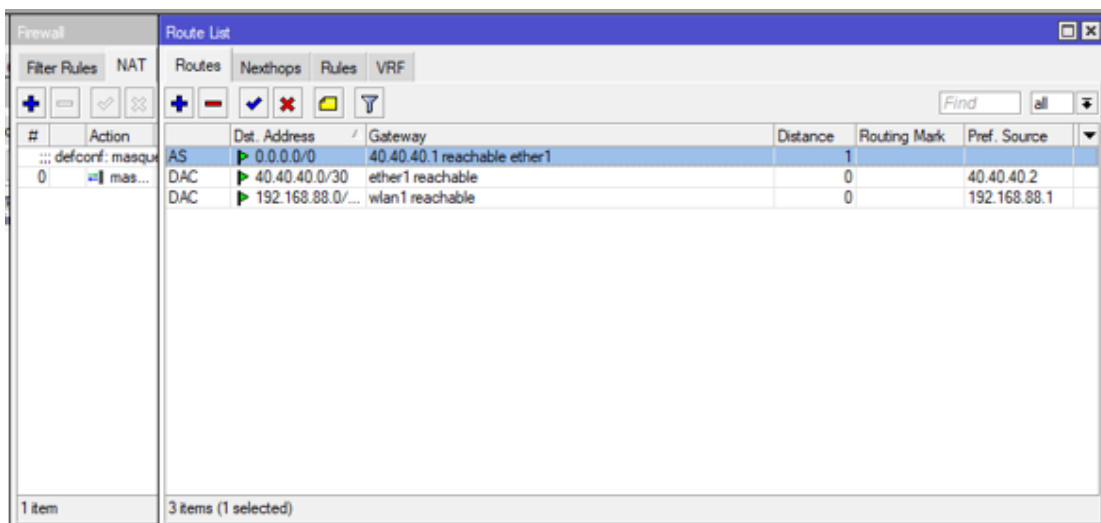 Firewall
Filter Rules NAT
# Action
;;; defconf: masque
0 mas...
1 item
Route List
Routes Nexthops Rules VRF
Find all
Dst. Address Gateway Distance Routing Mark Pref. Source
AS 0.0.0.0/0 40.40.40.1 reachable ether1 1
DAC 40.40.40.0/30 ether1 reachable 0 40.40.40.2
DAC 192.168.88.0/... wlan1 reachable 0 192.168.88.1
3 items (1 selected)